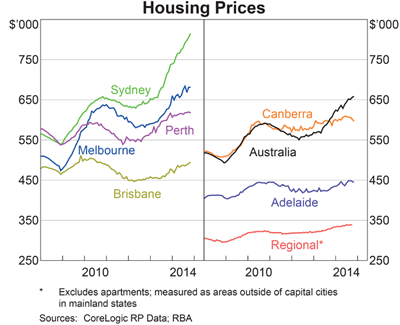 Housing Prices
$'000 $'000
750 750
Sydney
650 650
Canberra
Perth
550 550
Melbourne Australia
450 450
Brisbane Adelaide
350 350
Regional*
250 250
2010 2014 2010 2014
* Excludes apartments; measured as areas outside of capital cities
in mainland states
Sources: CoreLogic RP Data; RBA